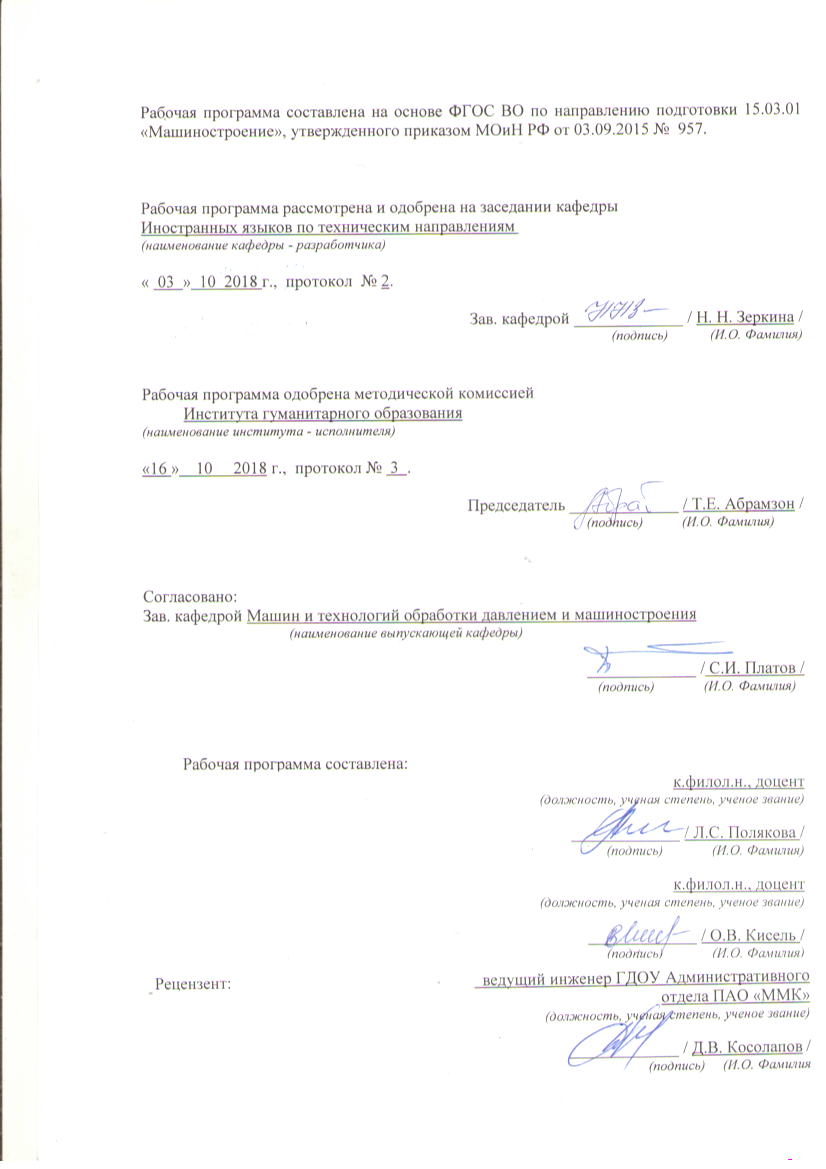 Рабочая программа составлена на основе ФГОС ВО по направлению подготовки 15.03.01
«Машиностроение», утвержденного приказом МОиН РФ от 03.09.2015 № 957.
Рабочая программа рассмотрена и одобрена на заседании кафедры
Иностранных языков по техническим направлениям
(наименование кафедры - разработчика)
« 03 » 10 2018 г., протокол № 2.
Зав. кафедрой / Н. Н. Зеркина /
(подпись) (И.О. Фамилия)
Рабочая программа одобрена методической комиссией
Института гуманитарного образования
(наименование института - исполнителя)
«16 » 10 2018 г., протокол № 3 .
Председатель / Т.Е. Абрамзон /
(подпись) (И.О. Фамилия)
Согласовано:
Зав. кафедрой Машин и технологий обработки давлением и машиностроения
(наименование выпускающей кафедры)
/ С.И. Платов /
(подпись) (И.О. Фамилия)
Рабочая программа составлена:
к.филол.н., доцент
(должность, ученая степень, ученое звание)
/ Л.С. Полякова /
(подпись) (И.О. Фамилия)
к.филол.н., доцент
(должность, ученая степень, ученое звание)
/ О.В. Кисель /
(подпись) (И.О. Фамилия)
Рецензент: ведущий инженер ГДОУ Административного
отдела ПАО «ММК»
(должность, ученая степень, ученое звание)
/ Д.В. Косолапов /
(подпись) (И.О. Фамилия